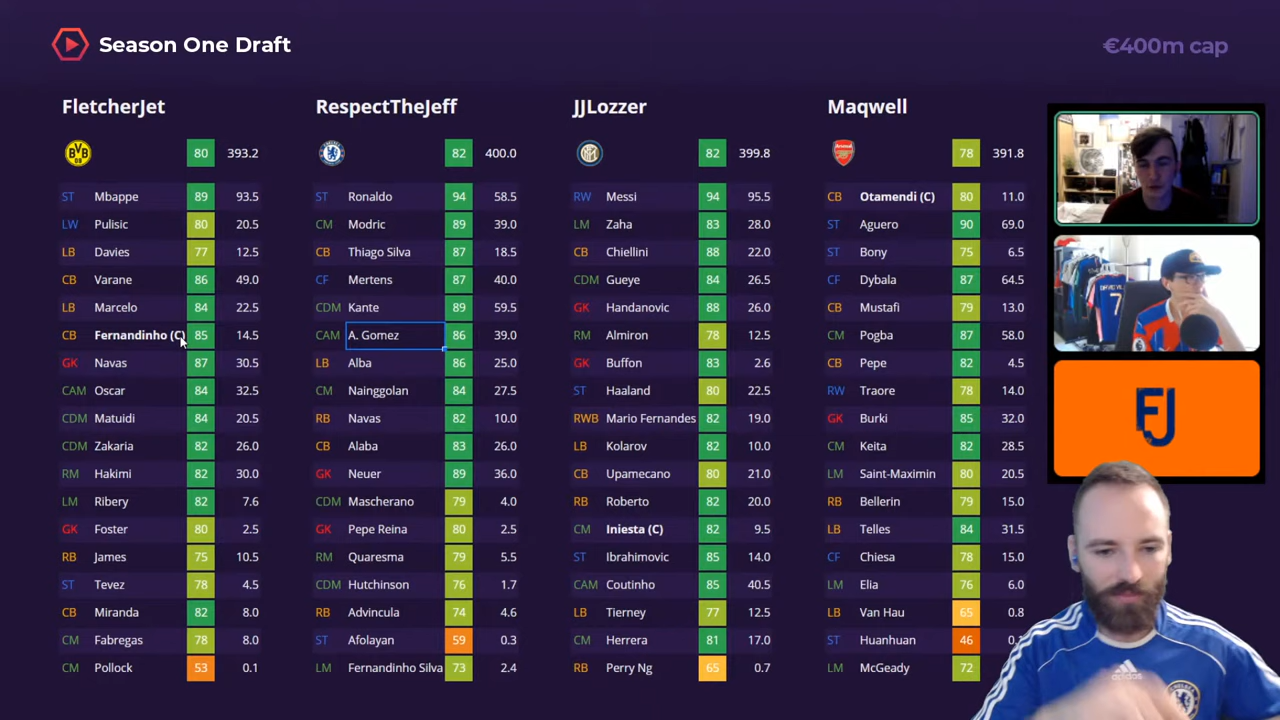 Season One Draft €400m cap
FletcherJet RespectTheJeff JJLozzer Maqwell
80 393.2 82 400.0 82 399.8 78 391.8
ST Mbappe 89 93.5 ST Ronaldo 94 58.5 RW Messi 94 95.5 CB Otamendi (C) 80 11.0
LW Pulisic 80 20.5 CM Modric 89 39.0 LM Zaha 83 28.0 ST Aguero 90 69.0
LB Davies 77 12.5 CB Thiago Silva 87 18.5 CB Chiellini 88 22.0 ST Bony 75 6.5
CB Varane 86 49.0 CF Mertens 87 40.0 CDM Gueye 84 26.5 CF Dybala 87 64.5
LB Marcelo 84 22.5 CDM Kante 89 59.5 GK Handanovic 88 26.0 CB Mustafi 79 13.0
CB Fernandinho (C) 85 14.5 CAM A. Gomez 86 39.0 RM Almiron 78 12.5 CM Pogba 87 58.0
GK Navas 87 30.5 LB Alba 86 25.0 GK Buffon 83 2.6 CB Pepe 82 4.5
CAM Oscar 84 32.5 CM Nainggolan 84 27.5 ST Haaland 80 22.5 RW Traore 78 14.0
CDM Matuidi 84 20.5 RB Navas 82 10.0 RWB Mario Fernandes 82 19.0 GK Burki 85 32.0
CDM Zakaria 82 26.0 CB Alaba 83 26.0 LB Kolarov 82 10.0 CM Keita 82 28.5
RM Hakimi 82 30.0 GK Neuer 89 36.0 CB Upamecano 80 21.0 LM Saint-Maximin 80 20.5
LM Ribery 82 7.6 CDM Mascherano 79 4.0 RB Roberto 82 20.0 RB Bellerin 79 15.0
GK Foster 80 2.5 GK Pepe Reina 80 2.5 CM Iniesta (C) 82 9.5 LB Telles 84 31.5
RB James 75 10.5 RM Quaresma 79 5.5 ST Ibrahimovic 85 14.0 CF Chiesa 78 15.0
ST Tevez 78 4.5 CDM Hutchinson 76 1.7 CAM Coutinho 85 40.5 LM Elia 76 6.0
CB Miranda 82 8.0 RB Advincula 74 4.6 LB Tierney 77 12.5 LB Van Hau 65 0.8
CM Fabregas 78 8.0 ST Afolayan 59 0.3 CM Herrera 81 17.0 ST Huanhuan 46
CM Pollock 53 0.1 LM Fernandinho Silva 73 2.4 RB Perry Ng 65 0.7 LM McGeady 72